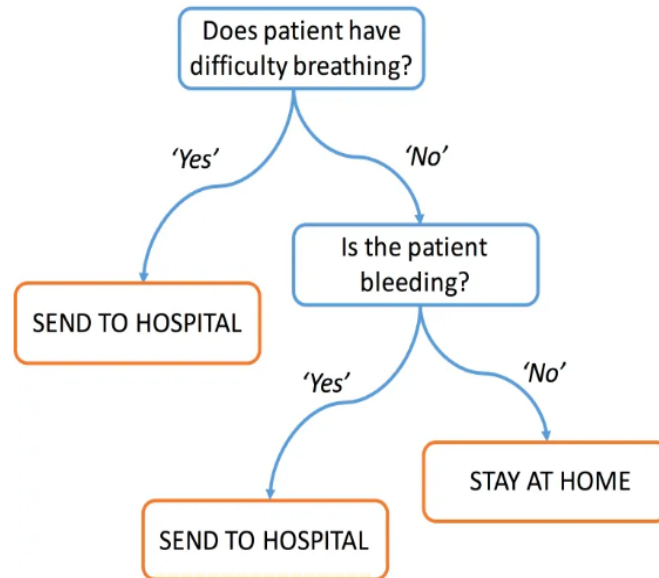 Does patient have
difficulty breathing?
‘Yes’
‘No’
Is the patient
bleeding?
SEND TO HOSPITAL
‘Yes’
‘No’
STAY AT HOME
SEND TO HOSPITAL